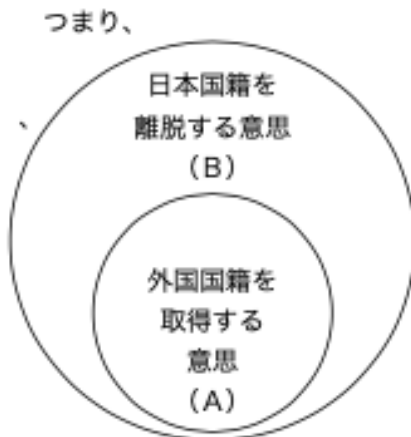 つまり、
日本国籍を
離脱する意思
（B）
外国国籍を
取得する
意思
（A）